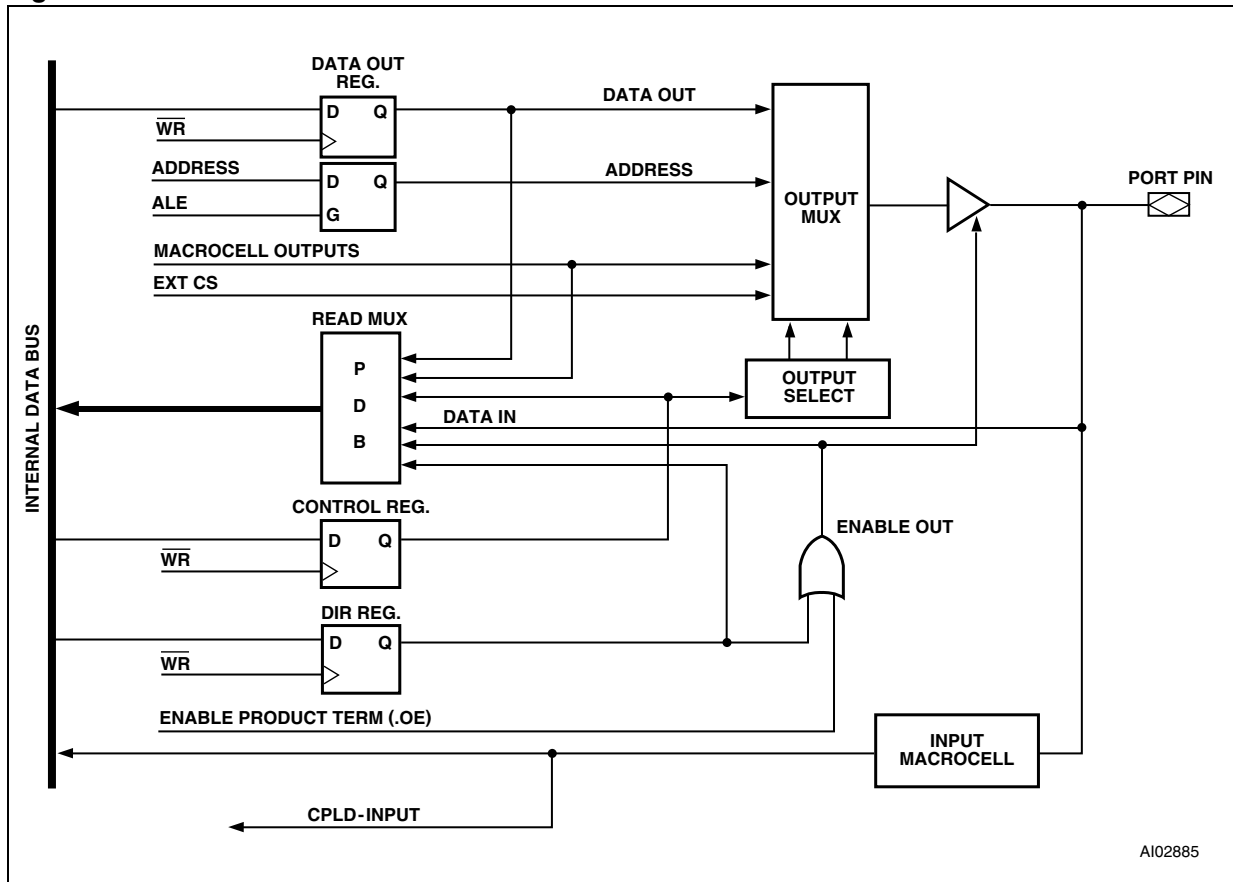 DATA OUT
REG.
D Q
WR
DATA OUT
ADDRESS
ALE
D Q
G
ADDRESS
OUTPUT
MUX
PORT PIN
MACROCELL OUTPUTS
EXT CS
READ MUX
P
D
B
OUTPUT
SELECT
DATA IN
INTERNAL DATA BUS
CONTROL REG.
D Q
WR
ENABLE OUT
DIR REG.
D Q
WR
ENABLE PRODUCT TERM (.OE)
INPUT
MACROCELL
CPLD-INPUT
AI02885